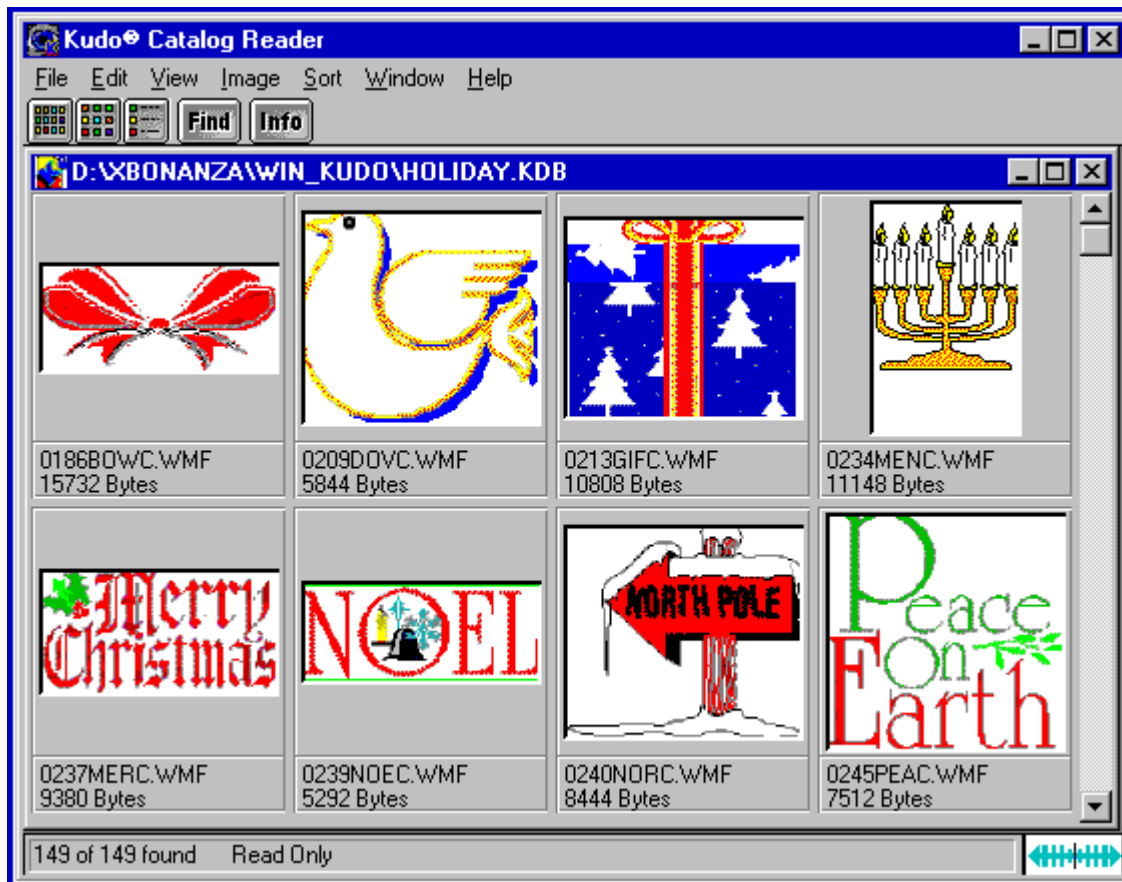 Kudo® Catalog Reader
File Edit View Image Sort Window Help
Find Info
D:\XBONANZA\WIN_KUDO\HOLIDAY.KDB
0186BOWC.WMF
15732 Bytes
0209DOVC.WMF
5844 Bytes
0213GIFC.WMF
10808 Bytes
0234MENC.WMF
11148 Bytes
Merry
Christmas
0237MERC.WMF
9380 Bytes
NOEL
0239NOEC.WMF
5292 Bytes
NORTH POLE
0240NORC.WMF
8444 Bytes
Peace
On
Earth
0245PEAC.WMF
7512 Bytes
149 of 149 found Read Only